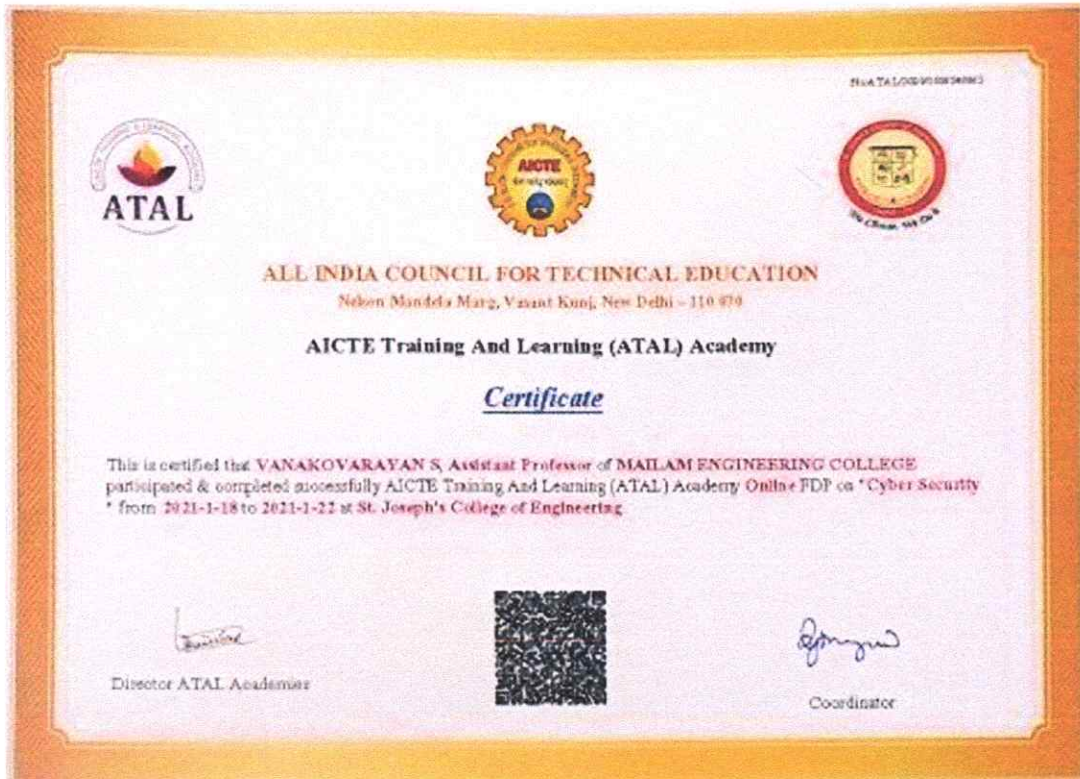 ATAL
AICTE
ALL INDIA COUNCIL FOR TECHNICAL EDUCATION
Nelson Mandela Marg, Vasant Kunj, New Delhi – 110 070
AICTE Training And Learning (ATAL) Academy
Certificate
This is certified that VANAKOVARAYAN S, Assistant Professor of MAILAM ENGINEERING COLLEGE
participated & completed successfully AICTE Training And Learning (ATAL) Academy Online FDP on "Cyber Security
" from 2021-1-18 to 2021-1-22 at St. Joseph's College of Engineering
Director ATAL Academies
Coordinator